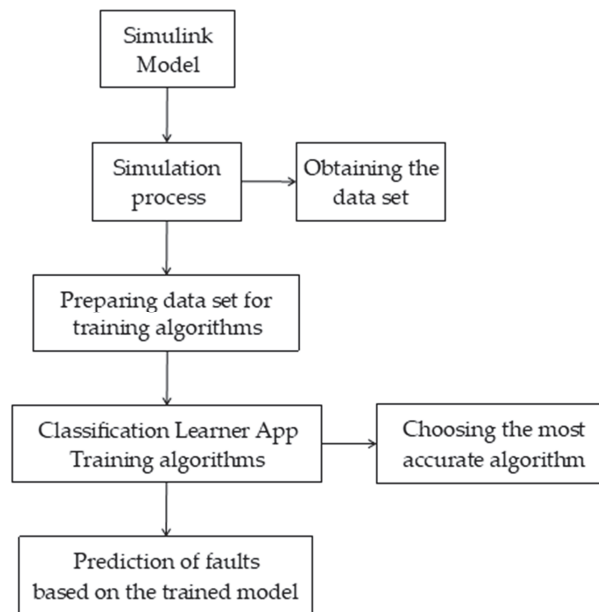 Simulink
Model
Simulation
process
Obtaining the
data set
Preparing data set for
training algorithms
Classification Learner App
Training algorithms
Choosing the most
accurate algorithm
Prediction of faults
based on the trained model